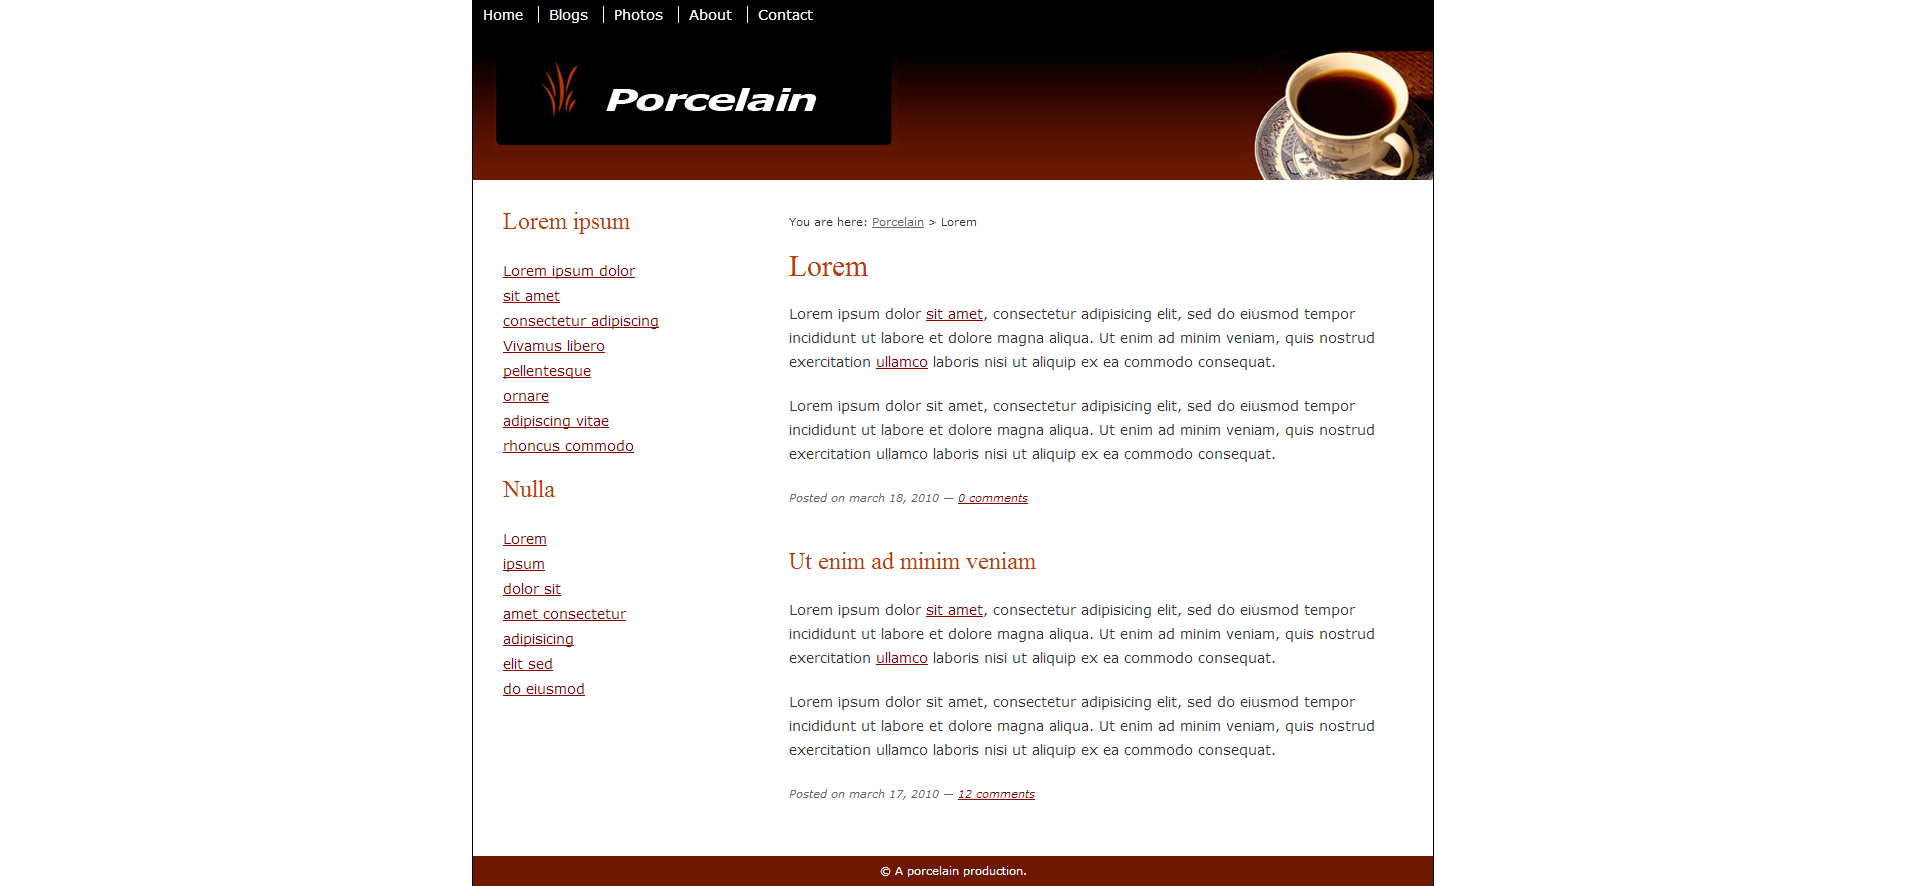 Home Blogs Photos About Contact
Porcelain
Lorem ipsum
Lorem ipsum dolor
sit amet
consectetur adipiscing
Vivamus libero
pellentesque
ornare
adipiscing vitae
rhoncus commodo
Nulla
Lorem
ipsum
dolor sit
amet consectetur
adipisicing
elit sed
do eiusmod
You are here: Porcelain > Lorem
Lorem
Lorem ipsum dolor sit amet, consectetur adipisicing elit, sed do eiusmod tempor
incididunt ut labore et dolore magna aliqua. Ut enim ad minim veniam, quis nostrud
exercitation ullamco laboris nisi ut aliquip ex ea commodo consequat.
Lorem ipsum dolor sit amet, consectetur adipisicing elit, sed do eiusmod tempor
incididunt ut labore et dolore magna aliqua. Ut enim ad minim veniam, quis nostrud
exercitation ullamco laboris nisi ut aliquip ex ea commodo consequat.
Posted on march 18, 2010 — 0 comments
Ut enim ad minim veniam
Lorem ipsum dolor sit amet, consectetur adipisicing elit, sed do eiusmod tempor
incididunt ut labore et dolore magna aliqua. Ut enim ad minim veniam, quis nostrud
exercitation ullamco laboris nisi ut aliquip ex ea commodo consequat.
Lorem ipsum dolor sit amet, consectetur adipisicing elit, sed do eiusmod tempor
incididunt ut labore et dolore magna aliqua. Ut enim ad minim veniam, quis nostrud
exercitation ullamco laboris nisi ut aliquip ex ea commodo consequat.
Posted on march 17, 2010 — 12 comments
© A porcelain production.